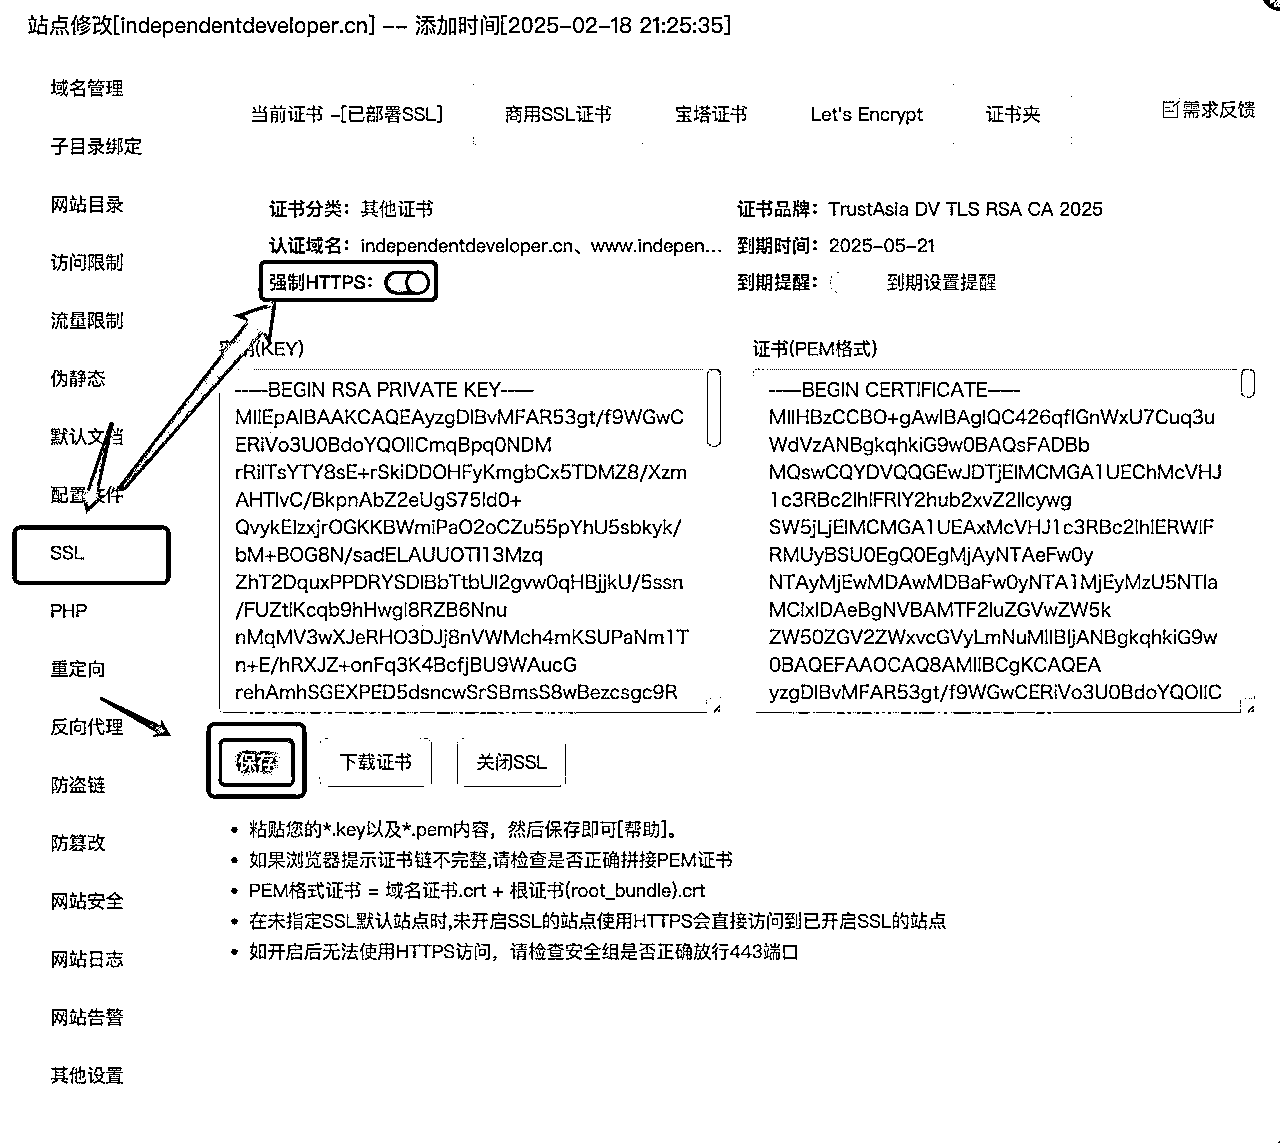 站点修改[independentdeveloper.cn] -- 添加时间[2025-02-18 21:25:35]
域名管理
子目录绑定
网站目录
访问限制
流量限制
伪静态
默认文档
配置文件
SSL
PHP
重定向
反向代理
防盗链
防篡改
网站安全
网站日志
网站告警
其他设置
当前证书 -[已部署SSL]
商用SSL证书
宝塔证书
Let's Encrypt
证书夹
需求反馈
证书分类：其他证书
证书品牌：TrustAsia DV TLS RSA CA 2025
认证域名：independentdeveloper.cn、www.indepen...
到期时间：2025-05-21
强制HTTPS：
到期提醒：
到期设置提醒
(KEY)
-----BEGIN RSA PRIVATE KEY-----
MIIEpAIBAAKCAQEAyzgDIBvMFAR53gt/f9WGwC
ERiVo3U0BdoYQOIICmqBpq0NDM
rRiITsYTY8sE+rSkiDDOHFyKmgbCx5TDMZ8/Xzm
AHTIvC/BkpnAbZ2eUgS75Id0+
QvykEIzxjrOGKKBWmiPaO2oCZu55pYhU5sbkyk/
bM+BOG8N/sadELAUUOTI13Mzq
ZhT2DquxPPDRYSDIBbTtbUI2gvw0qHBjjkU/5ssn
/FUZtIKcqb9hHwgI8RZB6Nnu
nMqMV3wXJeRHO3DJj8nVWMch4mKSUPaNm1T
n+E/hRXJZ+onFq3K4BcfjBU9WAucG
rehAmhSGEXPED5dsncwSrSBmsS8wBezcsgc9R
证书(PEM格式)
-----BEGIN CERTIFICATE-----
MIIHBzCCBO+gAwIBAgIQC426qfIGnWxU7Cuq3u
WdVzANBgkqhkiG9w0BAQsFADBb
MQswCQYDVQQGEwJDTjElMCMGA1UEChMcVHJ
1c3RBc2lhIFRlY2hub2xvZ2llcywg
SW5jLjElMCMGA1UEAxMcVHJ1c3RBc2lhIERWIF
RMUyBSU0EgQ0EgMjAyNTAeFw0y
NTAyMjEwMDAwMDBaFw0yNTA1MjEyMzU5NTla
MCIxIDAeBgNVBAMTF2luZGVwZW5k
ZW50ZGV2ZWxvcGVyLmNuMIIBIjANBgkqhkiG9w
0BAQEFAAOCAQ8AMIIBCgKCAQEA
yzgDIBvMFAR53gt/f9WGwCERiVo3U0BdoYQOIIC
保存
下载证书
关闭SSL
• 粘贴您的*.key以及*.pem内容，然后保存即可[帮助]。
• 如果浏览器提示证书链不完整,请检查是否正确拼接PEM证书
• PEM格式证书 = 域名证书.crt + 根证书(root_bundle).crt
• 在未指定SSL默认站点时,未开启SSL的站点使用HTTPS会直接访问到已开启SSL的站点
• 如开启后无法使用HTTPS访问，请检查安全组是否正确放行443端口